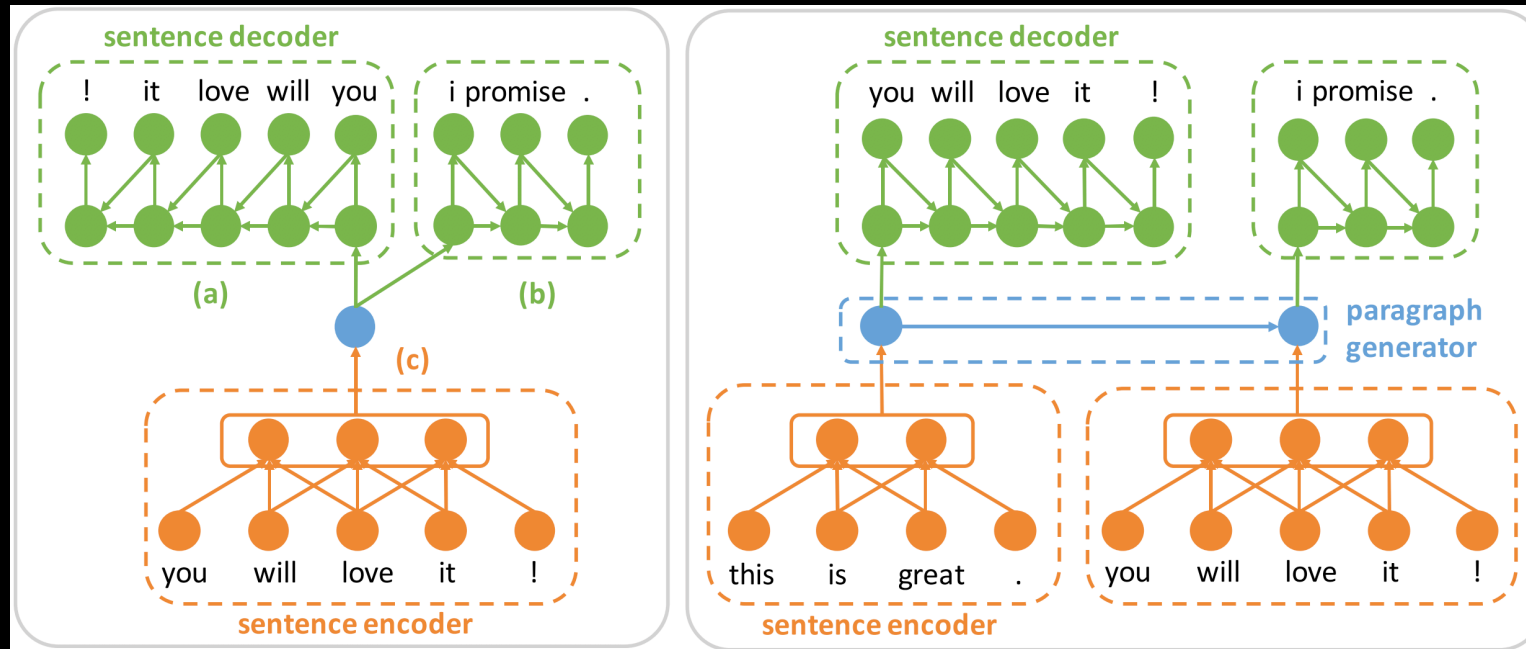 sentence decoder
! it love will you
i promise .
(a)
(b)
(c)
you will love it !
sentence encoder
sentence decoder
you will love it !
i promise .
paragraph
generator
this is great .
you will love it !
sentence encoder